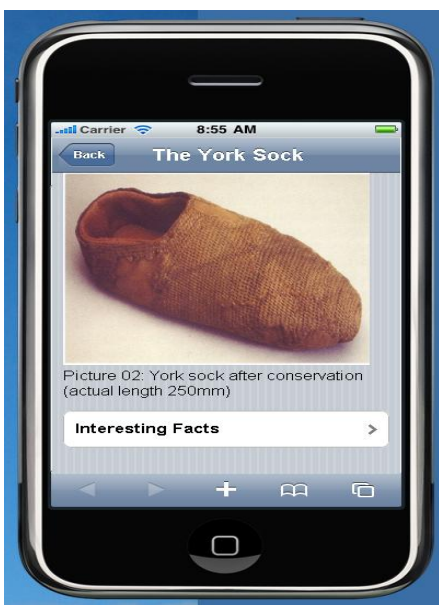 Carrier 8:55 AM
Back The York Sock
Picture 02: York sock after conservation
(actual length 250mm)
Interesting Facts